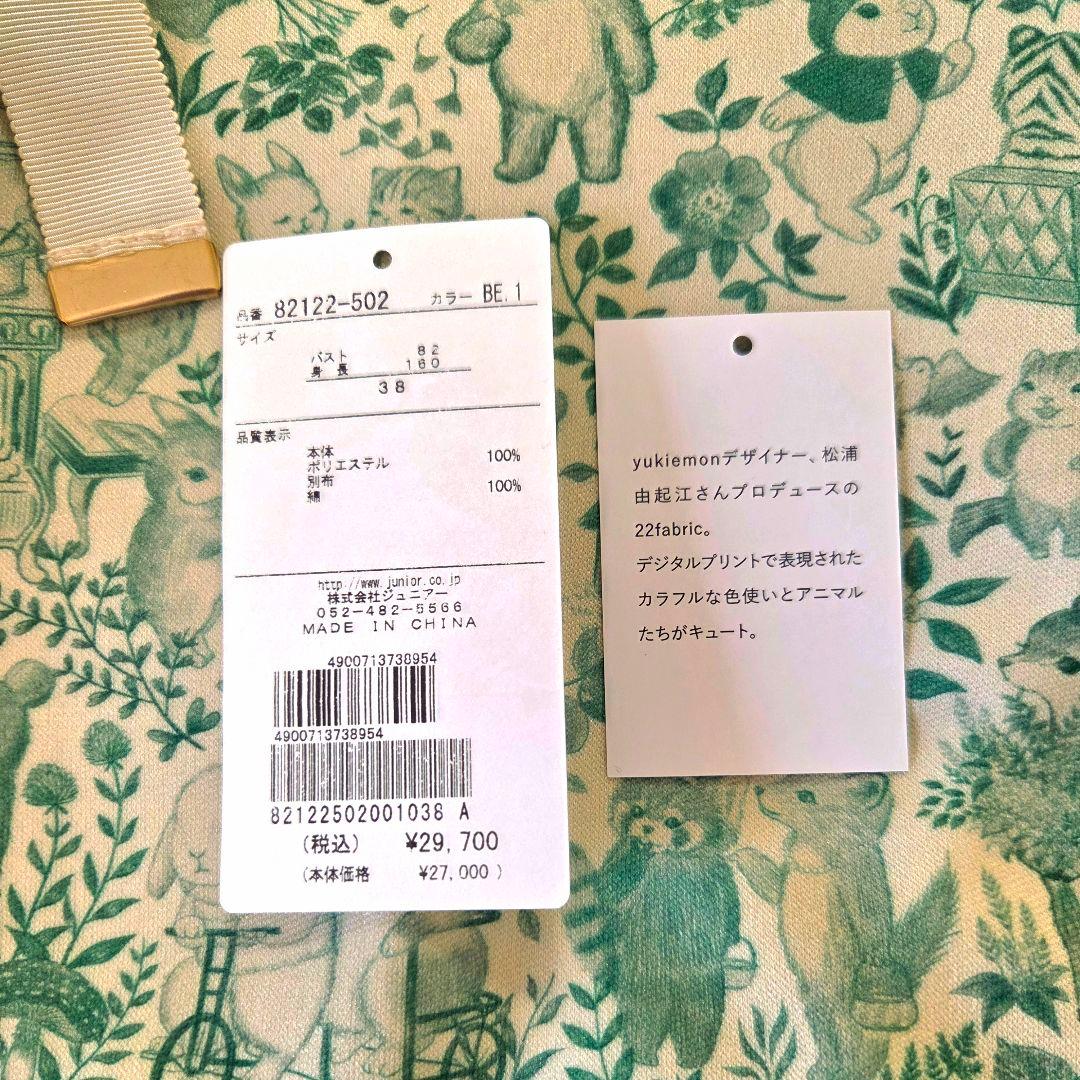 品番 82122-502 カラー BE.1
サイズ
バスト 82
身長 160
38
品質表示
本体
ポリエステル 100%
別布
綿 100%
http://www.junior.co.jp
株式会社ジュニアー
052-482-5566
MADE IN CHINA
4900713738954
4900713738954
82122502001038 A
(税込) ¥29,700
(本体価格 ¥27,000 )
yukiemonデザイナー、松浦
由起江さんプロデュースの
22fabric。
デジタルプリントで表現された
カラフルな色使いとアニマル
たちがキュート。